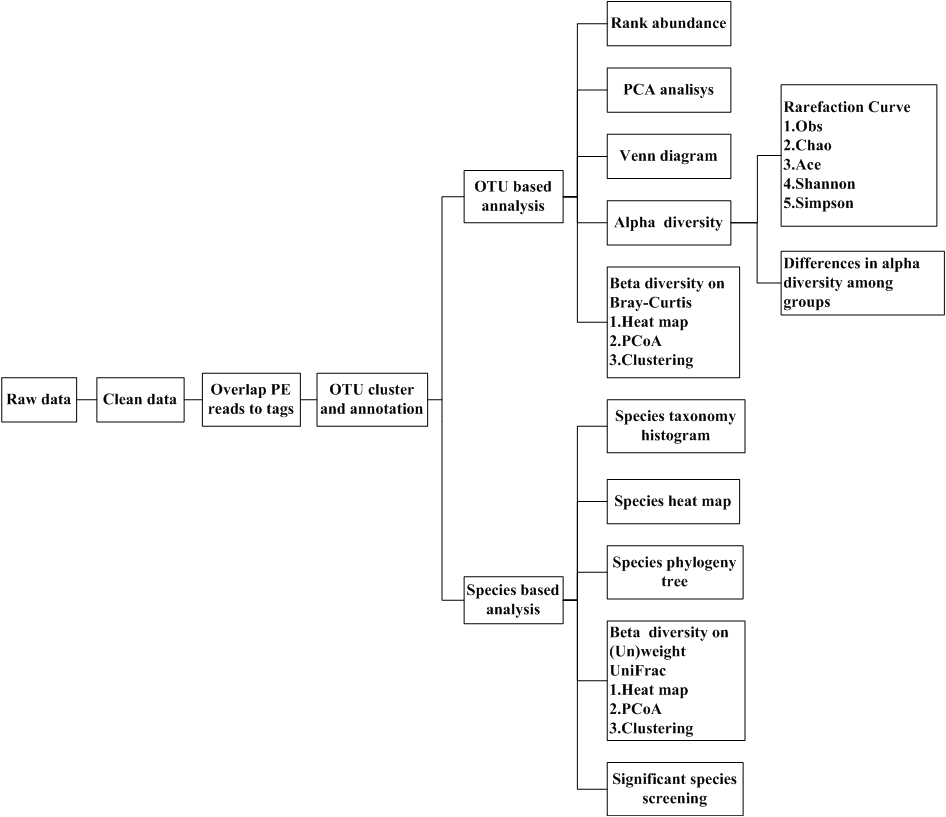 Raw data
Clean data
Overlap PE
reads to tags
OTU cluster
and annotation
OTU based
annalysis
Rank abundance
PCA analisys
Venn diagram
Alpha diversity
Rarefaction Curve
1.Obs
2.Chao
3.Ace
4.Shannon
5.Simpson
Differences in alpha
diversity among
groups
Beta diversity on
Bray-Curtis
1.Heat map
2.PCoA
3.Clustering
Species based
analysis
Species taxonomy
histogram
Species heat map
Species phylogeny
tree
Beta diversity on
(Un)weight
UniFrac
1.Heat map
2.PCoA
3.Clustering
Significant species
screening